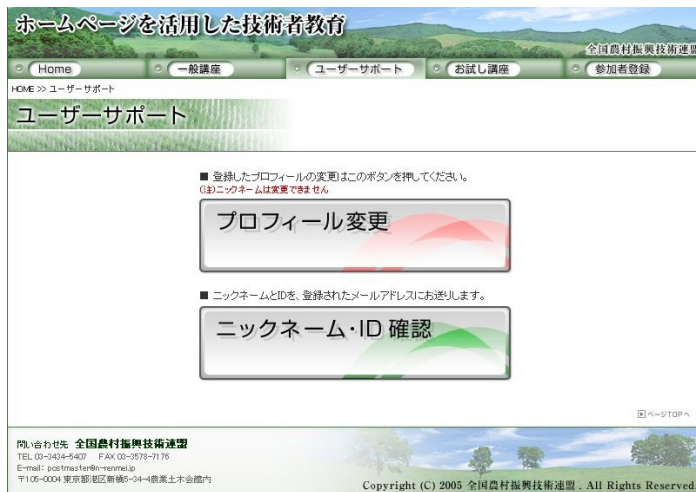 ホームページを活用した技術者教育
全国農村振興技術連盟
Home
一般講座
ユーザーサポート
お試し講座
参加者登録
HOME >> ユーザーサポート
ユーザーサポート
■ 登録したプロフィールの変更はこのボタンを押してください。
(注)ニックネームは変更できません
プロフィール変更
■ ニックネームとIDを、登録されたメールアドレスにお送りします。
ニックネーム・ID 確認
ページTOPへ
問い合わせ先 全国農村振興技術連盟
TEL 03-3434-5407 FAX 03-3578-7176
E-mail: postmaster@n-renmei.jp
〒105-0004 東京都港区新橋5-34-4農業土木会館内
Copyright (C) 2005 全国農村振興技術連盟 . All Rights Reserved